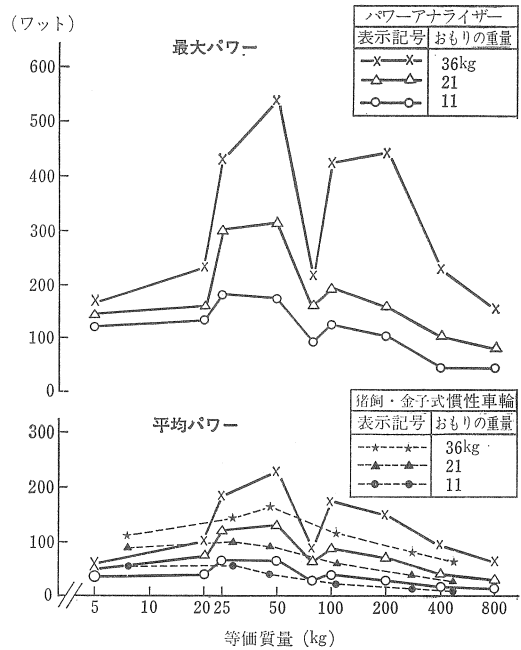 (ワット)
最大パワー
パワーアナライザー
表示記号 おもりの重量
36kg
21
11
600
500
400
300
200
100
0
猪飼・金子式慣性車輪
表示記号 おもりの重量
36kg
21
11
平均パワー
300
200
100
0
5 10 20 25 50 100 200 400 800
等価質量(kg)